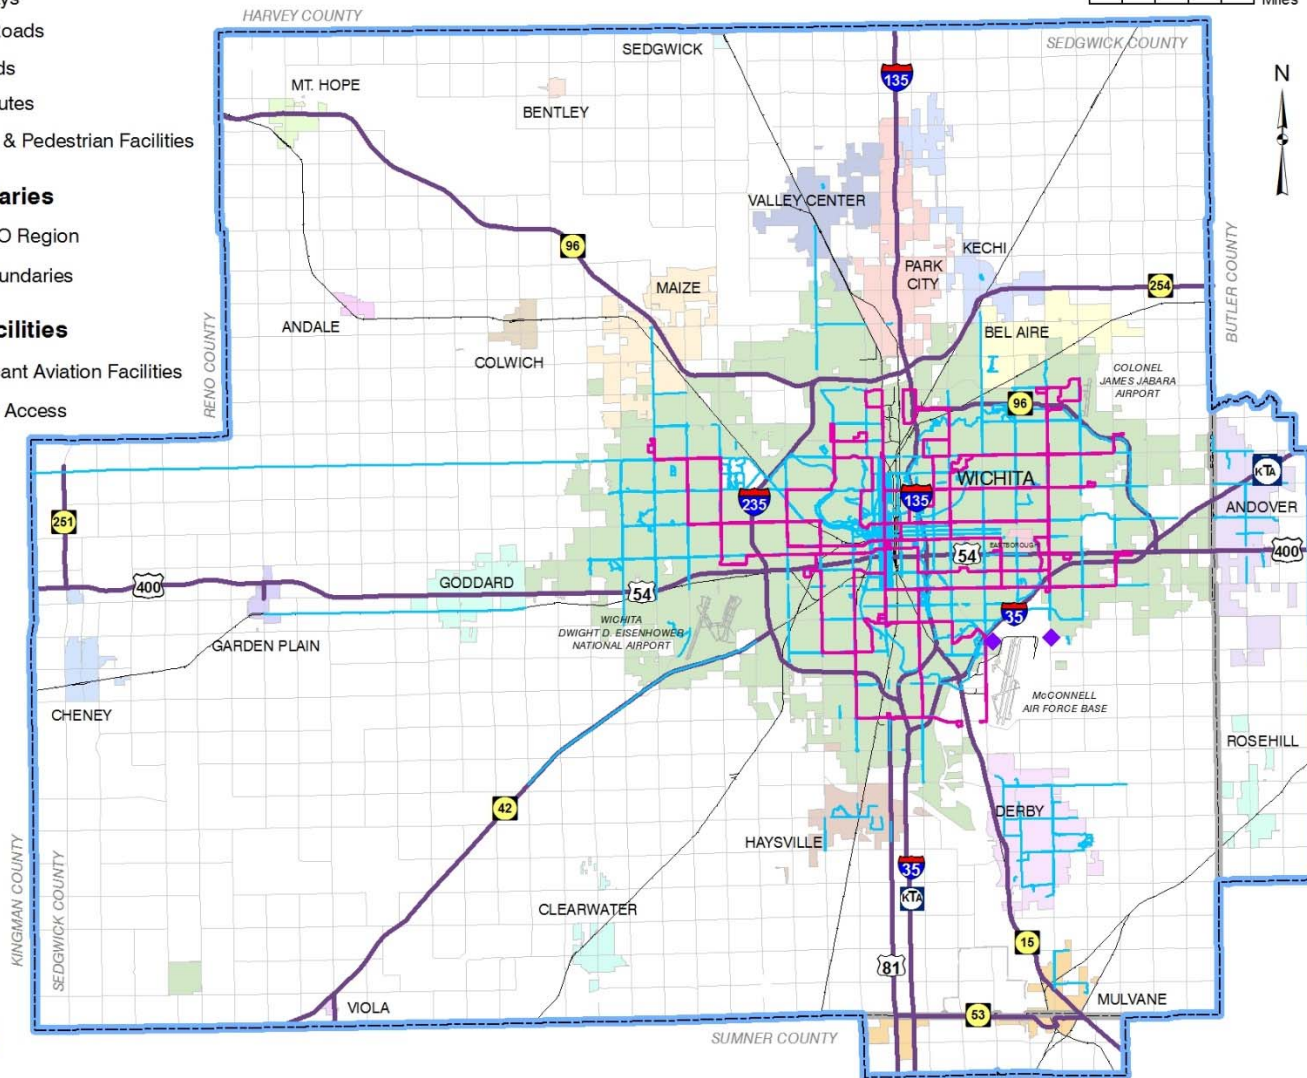 HARVEY COUNTY
Miles
ys
oads
ds
utes
& Pedestrian Facilities
aries
O Region
undaries
cilities
cant Aviation Facilities
Access
SEDGWICK
SEDGWICK COUNTY
N
135
MT. HOPE
BENTLEY
VALLEY CENTER
96
KECHI
PARK
CITY
MAIZE
254
BUTLER COUNTY
ANDALE
BEL AIRE
COLWICH
RENO COUNTY
COLONEL
JAMES JABARA
AIRPORT
96
WICHITA
KTA
235
135
ANDOVER
251
EASTBOROUGH
54
400
400
GODDARD
54
35
WICHITA
DWIGHT D. EISENHOWER
NATIONAL AIRPORT
GARDEN PLAIN
McCONNELL
AIR FORCE BASE
CHENEY
ROSEHILL
42
DERBY
HAYSVILLE
KINGMAN COUNTY
SEDGWICK COUNTY
35
KTA
CLEARWATER
15
81
VIOLA
MULVANE
53
SUMNER COUNTY